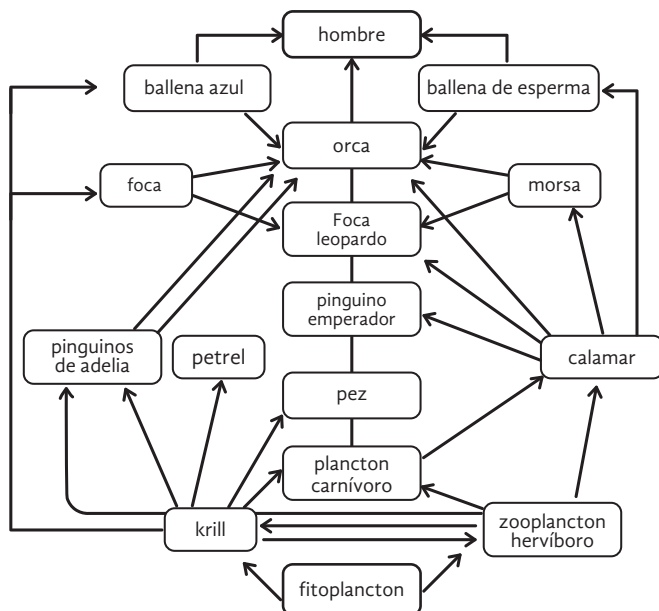 hombre
ballena azul
ballena de esperma
orca
foca
morsa
Foca
leopardo
pinguino
emperador
pinguinos
de adelia
petrel
calamar
pez
plancton
carnívoro
krill
zooplancton
hervíboro
fitoplancton